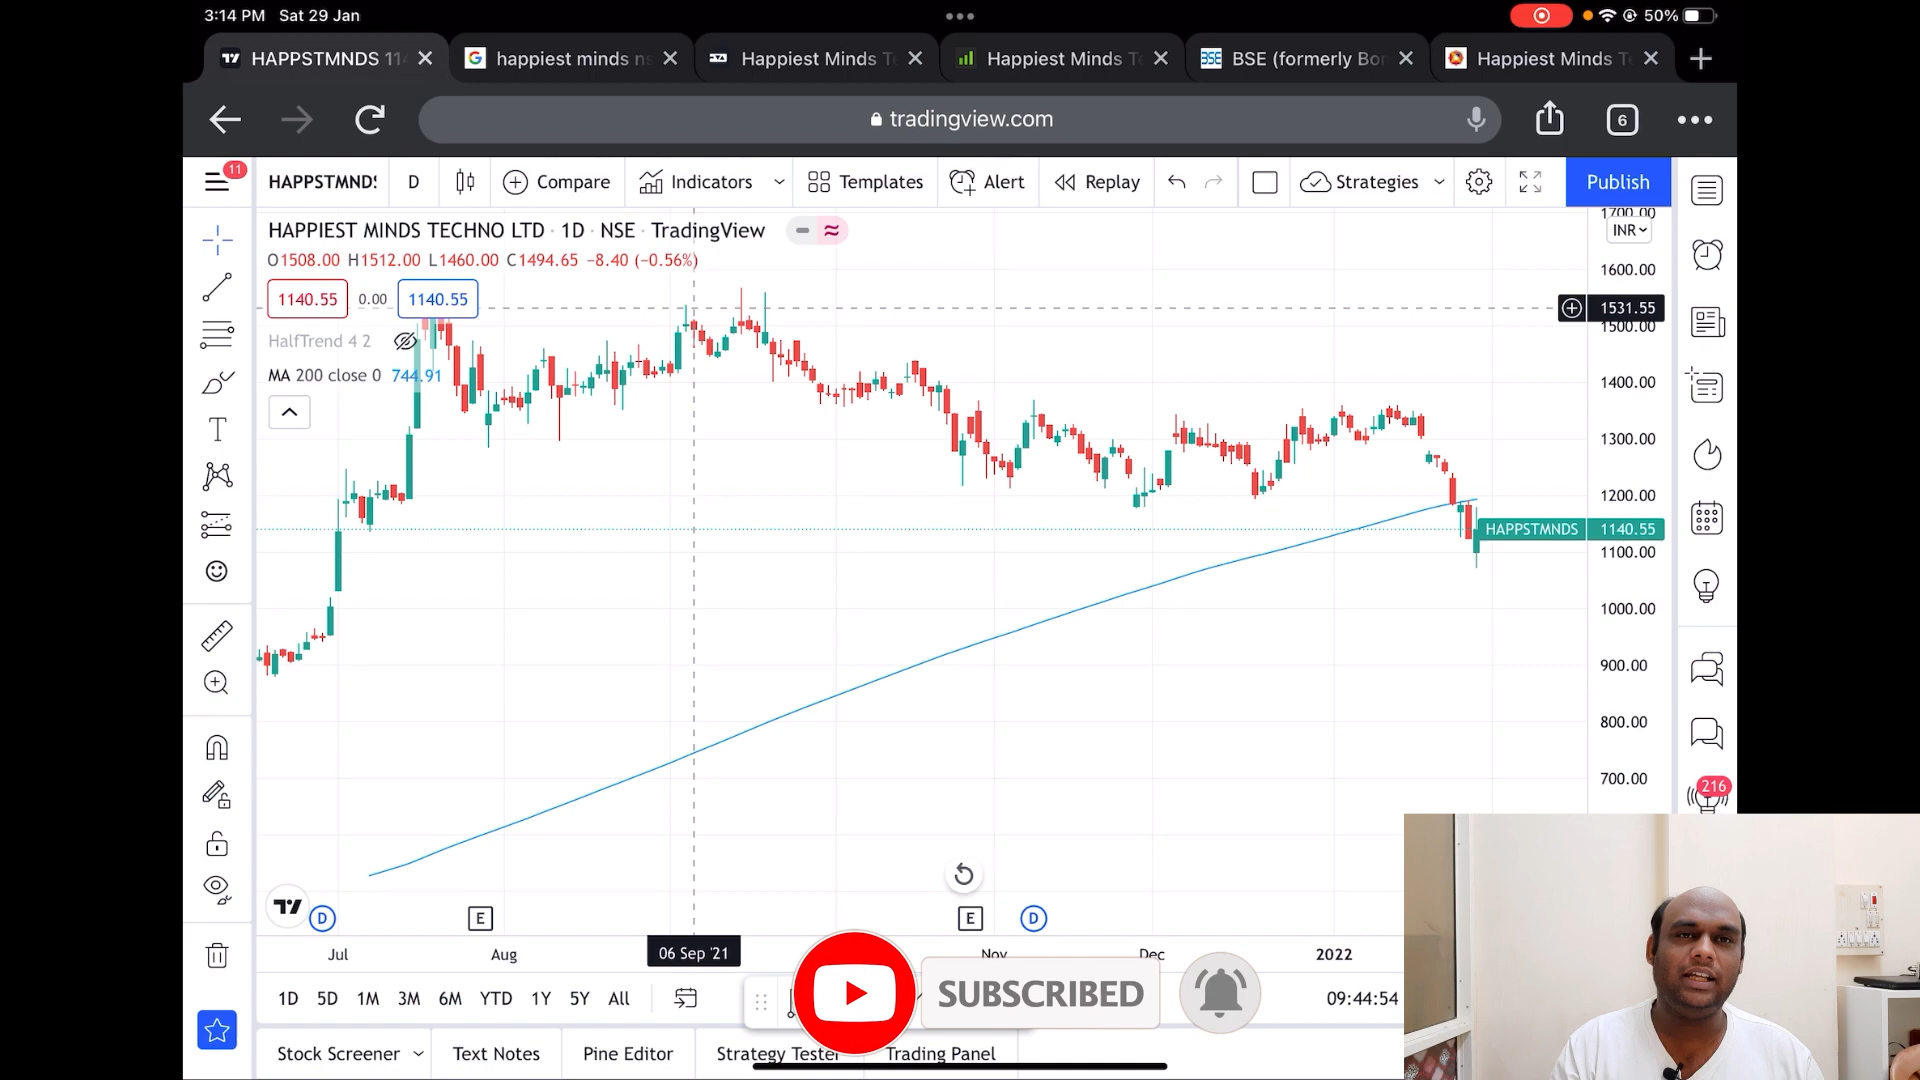 3:14 PM Sat 29 Jan
50%
HAPPSTMNDS 11
happiest minds ns
Happiest Minds Te
Happiest Minds Te
BSE (formerly Bom
Happiest Minds Te
tradingview.com
6
11
HAPPSTMND!
D
Compare
Indicators
Templates
Alert
Replay
Strategies
Publish
HAPPIEST MINDS TECHNO LTD · 1D · NSE · TradingView
O1508.00 H1512.00 L1460.00 C1494.65 −8.40 (−0.56%)
1140.55 0.00 1140.55
HalfTrend 4 2
MA 200 close 0 744.91
1700.00
INR
1600.00
1531.55
1500.00
1400.00
1300.00
1200.00
HAPPSTMNDS 1140.55
1100.00
1000.00
900.00
800.00
700.00
216
D E E D
Jul Aug 06 Sep '21 Nov Dec 2022
1D 5D 1M 3M 6M YTD 1Y 5Y All
SUBSCRIBED
09:44:54
Stock Screener Text Notes Pine Editor Strategy Tester Trading Panel